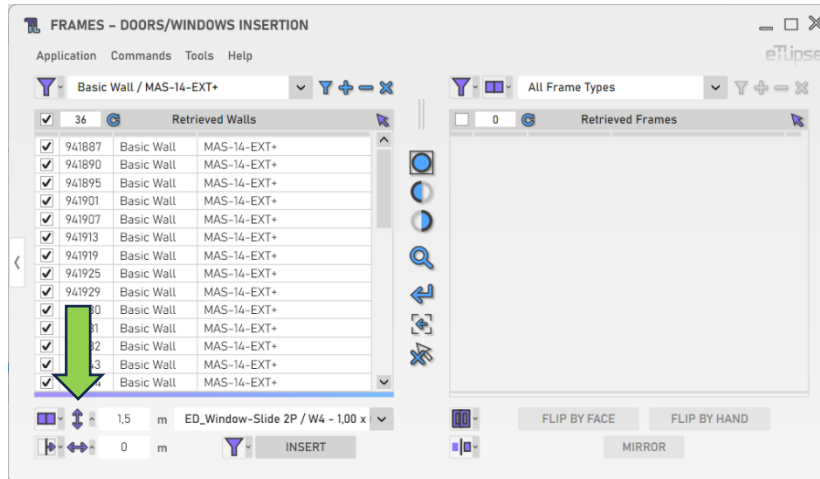 FRAMES – DOORS/WINDOWS INSERTION
Application Commands Tools Help
eTlipse
Basic Wall / MAS-14-EXT+
All Frame Types
36 Retrieved Walls
0 Retrieved Frames
941887 Basic Wall MAS-14-EXT+
941890 Basic Wall MAS-14-EXT+
941895 Basic Wall MAS-14-EXT+
941901 Basic Wall MAS-14-EXT+
941907 Basic Wall MAS-14-EXT+
941913 Basic Wall MAS-14-EXT+
941919 Basic Wall MAS-14-EXT+
941925 Basic Wall MAS-14-EXT+
941929 Basic Wall MAS-14-EXT+
Basic Wall MAS-14-EXT+
Basic Wall MAS-14-EXT+
Basic Wall MAS-14-EXT+
Basic Wall MAS-14-EXT+
Basic Wall MAS-14-EXT+
1,5 m ED_Window-Slide 2P / W4 - 1,00 x
FLIP BY FACE FLIP BY HAND
0 m INSERT
MIRROR